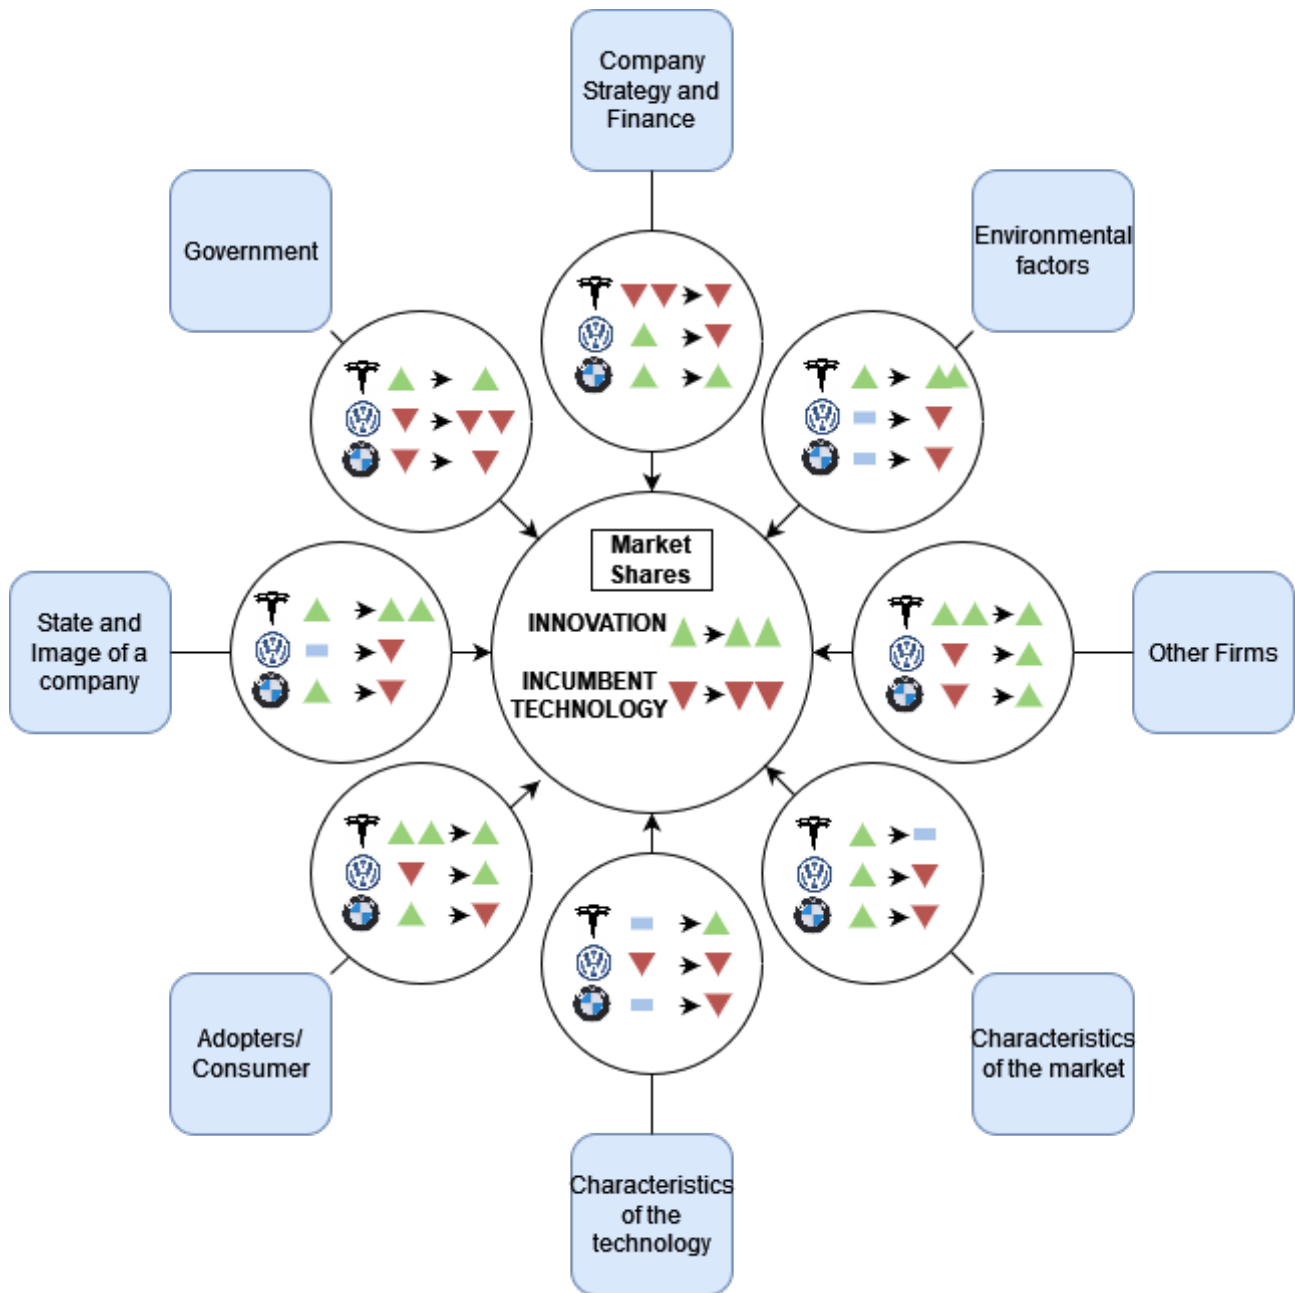 Company
Strategy and
Finance
Government
Environmental
factors
Market
Shares
INNOVATION
INCUMBENT
TECHNOLOGY
State and
Image of a
company
Other Firms
Adopters/
Consumer
Characteristics
of the market
Characteristics
of the
technology